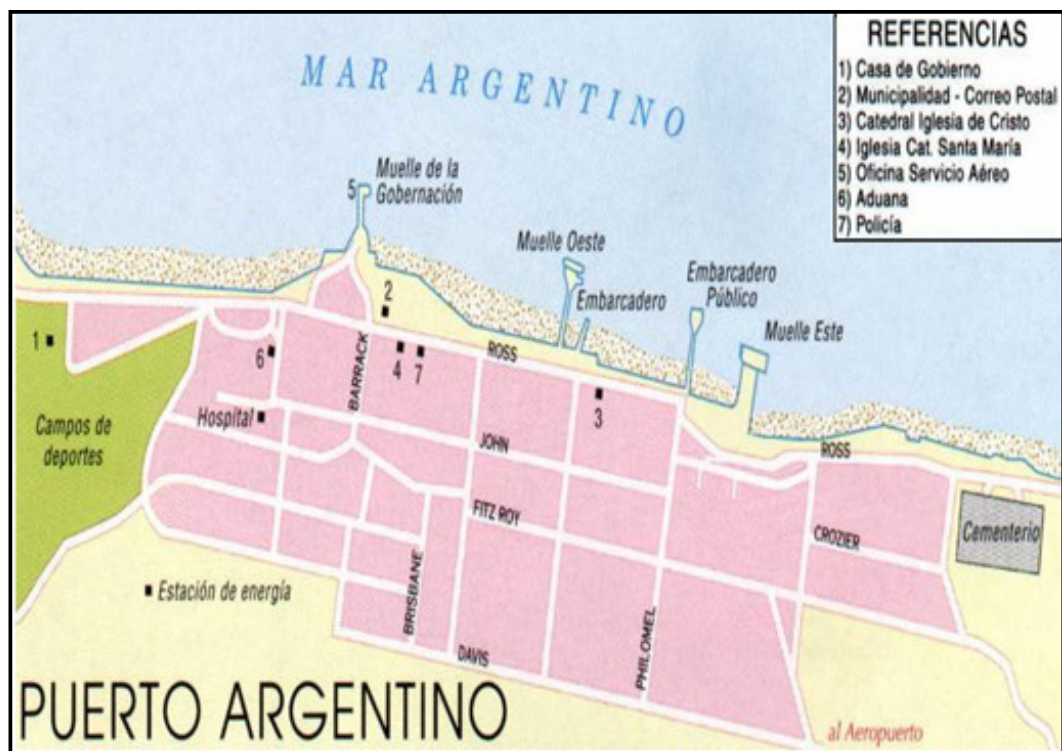 MAR ARGENTINO
REFERENCIAS
1) Casa de Gobierno
2) Municipalidad - Correo Postal
3) Catedral Iglesia de Cristo
4) Iglesia Cat. Santa María
5) Oficina Servicio Aéreo
6) Aduana
7) Policía
5
Muelle de la
Gobernación
Muelle Oeste
Embarcadero
Embarcadero
Público
Muelle Este
1
2
6
BARRACK
4
7
ROSS
3
Campos de
deportes
Hospital
JOHN
ROSS
FITZ ROY
CROZIER
Cementerio
Estación de energía
BRISBANE
DAVIS
PHILOMEL
PUERTO ARGENTINO
al Aeropuerto